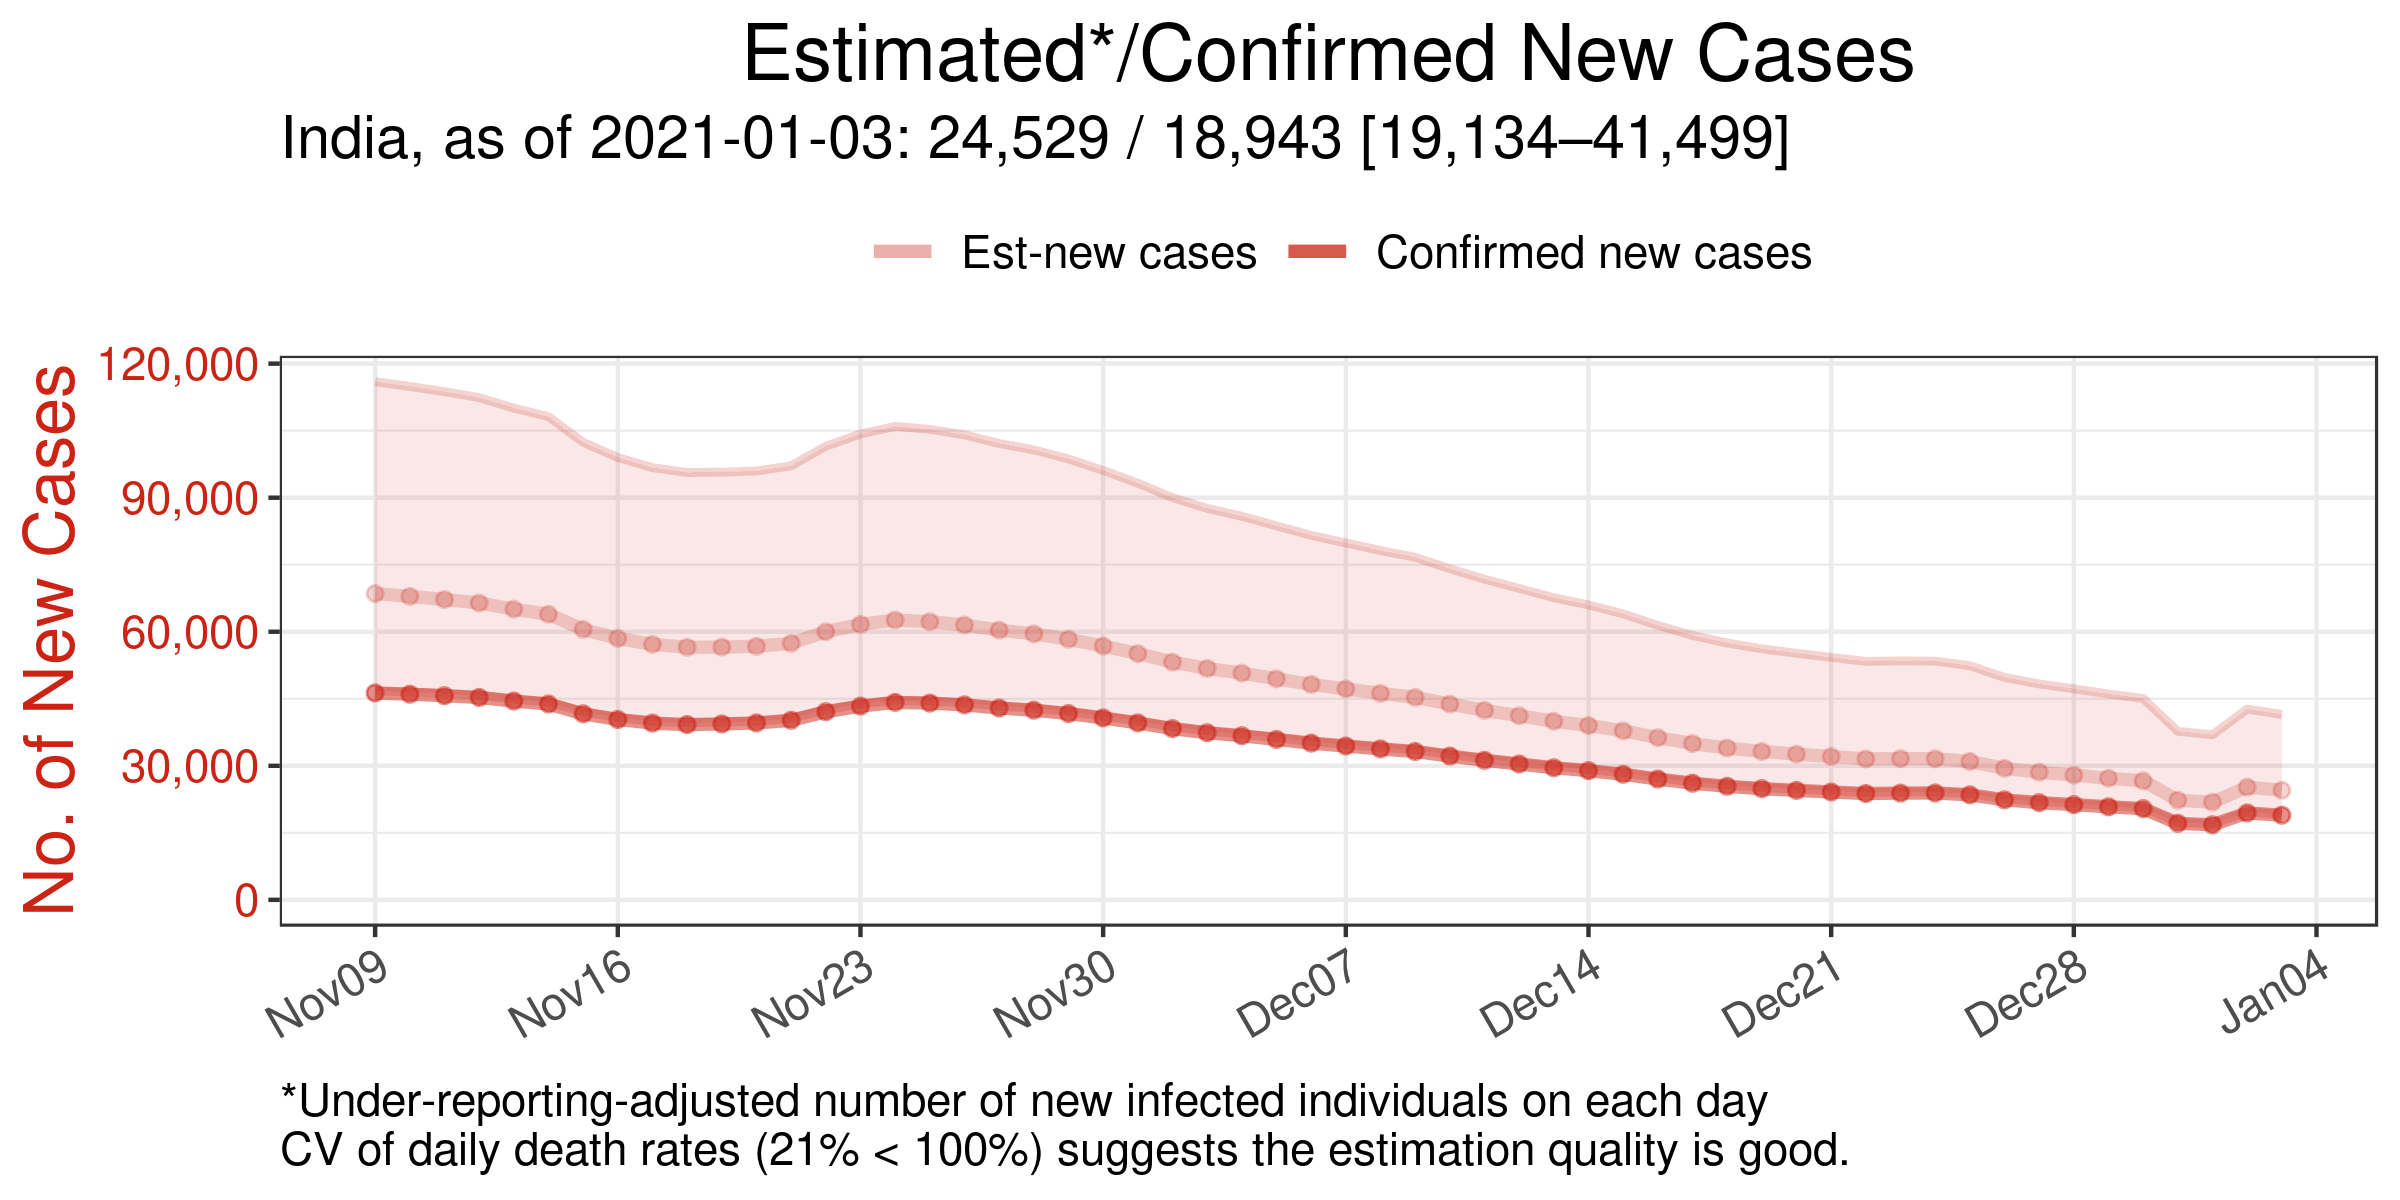 Estimated*/Confirmed New Cases
India, as of 2021-01-03: 24,529 / 18,943 [19,134–41,499]
Est-new cases
Confirmed new cases
No. of New Cases
120,000
90,000
60,000
30,000
0
Nov09
Nov16
Nov23
Nov30
Dec07
Dec14
Dec21
Dec28
Jan04
*Under-reporting-adjusted number of new infected individuals on each day
CV of daily death rates (21% < 100%) suggests the estimation quality is good.